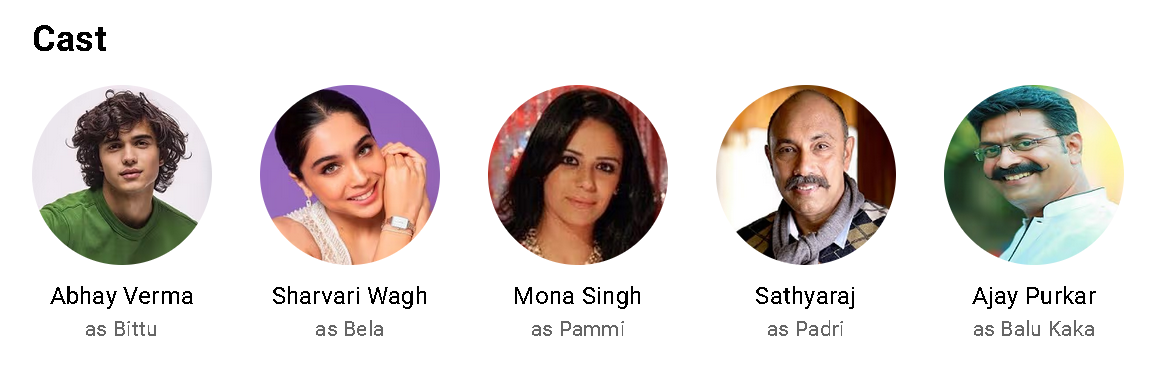 Cast
Abhay Verma
as Bittu
Sharvari Wagh
as Bela
Mona Singh
as Pammi
Sathyaraj
as Padri
Ajay Purkar
as Balu Kaka